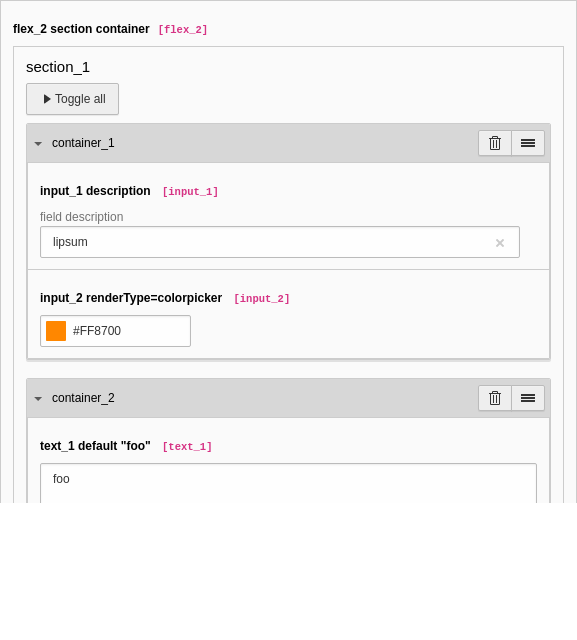 flex_2 section container [flex_2]
section_1
Toggle all
container_1
input_1 description [input_1]
field description
lipsum
input_2 renderType=colorpicker [input_2]
#FF8700
container_2
text_1 default "foo" [text_1]
foo